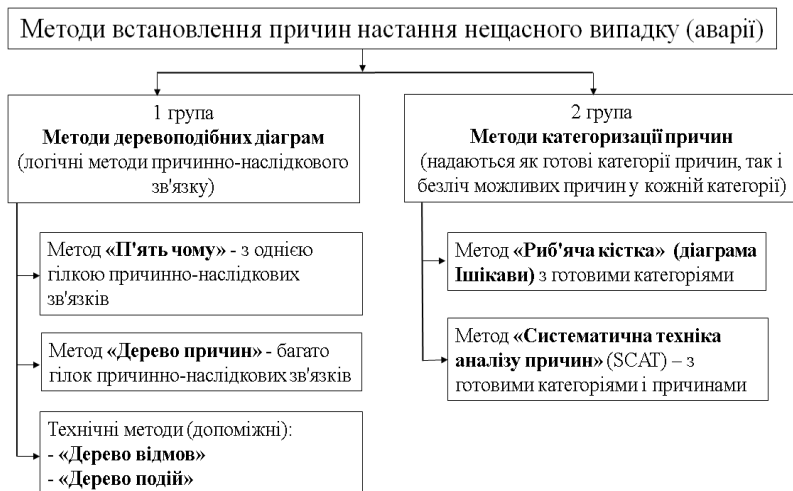 Методи встановлення причин настання нещасного випадку (аварії)
1 група
Методи деревоподібних діаграм
(логічні методи причинно-наслідкового
зв'язку)
Метод «П'ять чому» - з однією
гілкою причинно-наслідкових
зв'язків
Метод «Дерево причин» - багато
гілок причинно-наслідкових зв'язків
Технічні методи (допоміжні):
- «Дерево відмов»
- «Дерево подій»
2 група
Методи категоризації причин
(надаються як готові категорії причин, так і
безліч можливих причин у кожній категорії)
Метод «Риб'яча кістка» (діаграма
Ішікави) з готовими категоріями
Метод «Систематична техніка
аналізу причин» (SCAT) – з
готовими категоріями і причинами